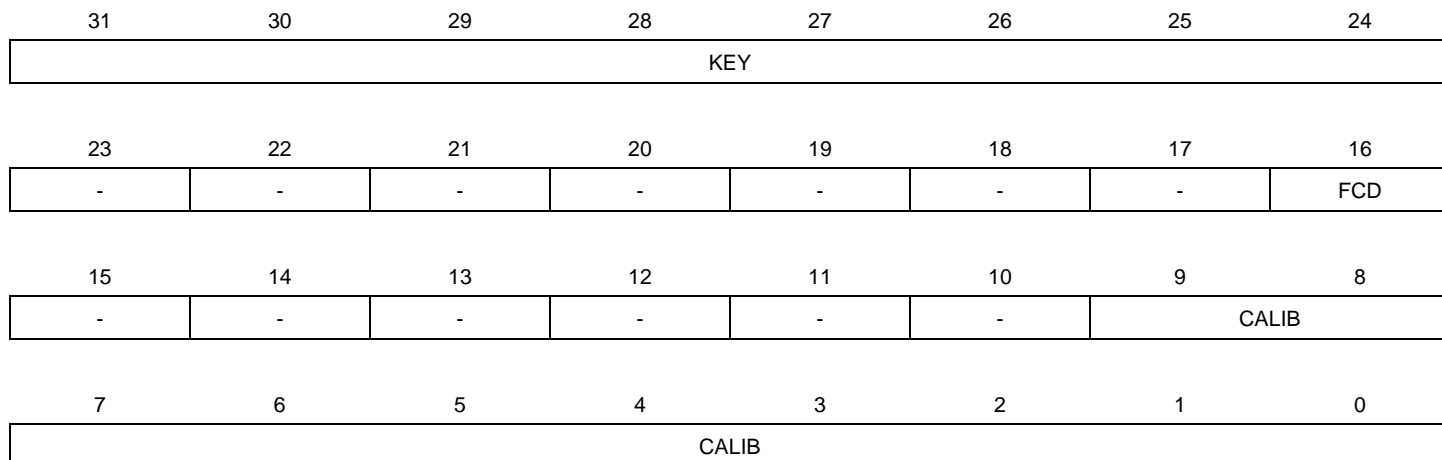 31 30 29 28 27 26 25 24
KEY
23 22 21 20 19 18 17 16
- - - - - - - FCD
15 14 13 12 11 10 9 8
- - - - - - CALIB
7 6 5 4 3 2 1 0
CALIB